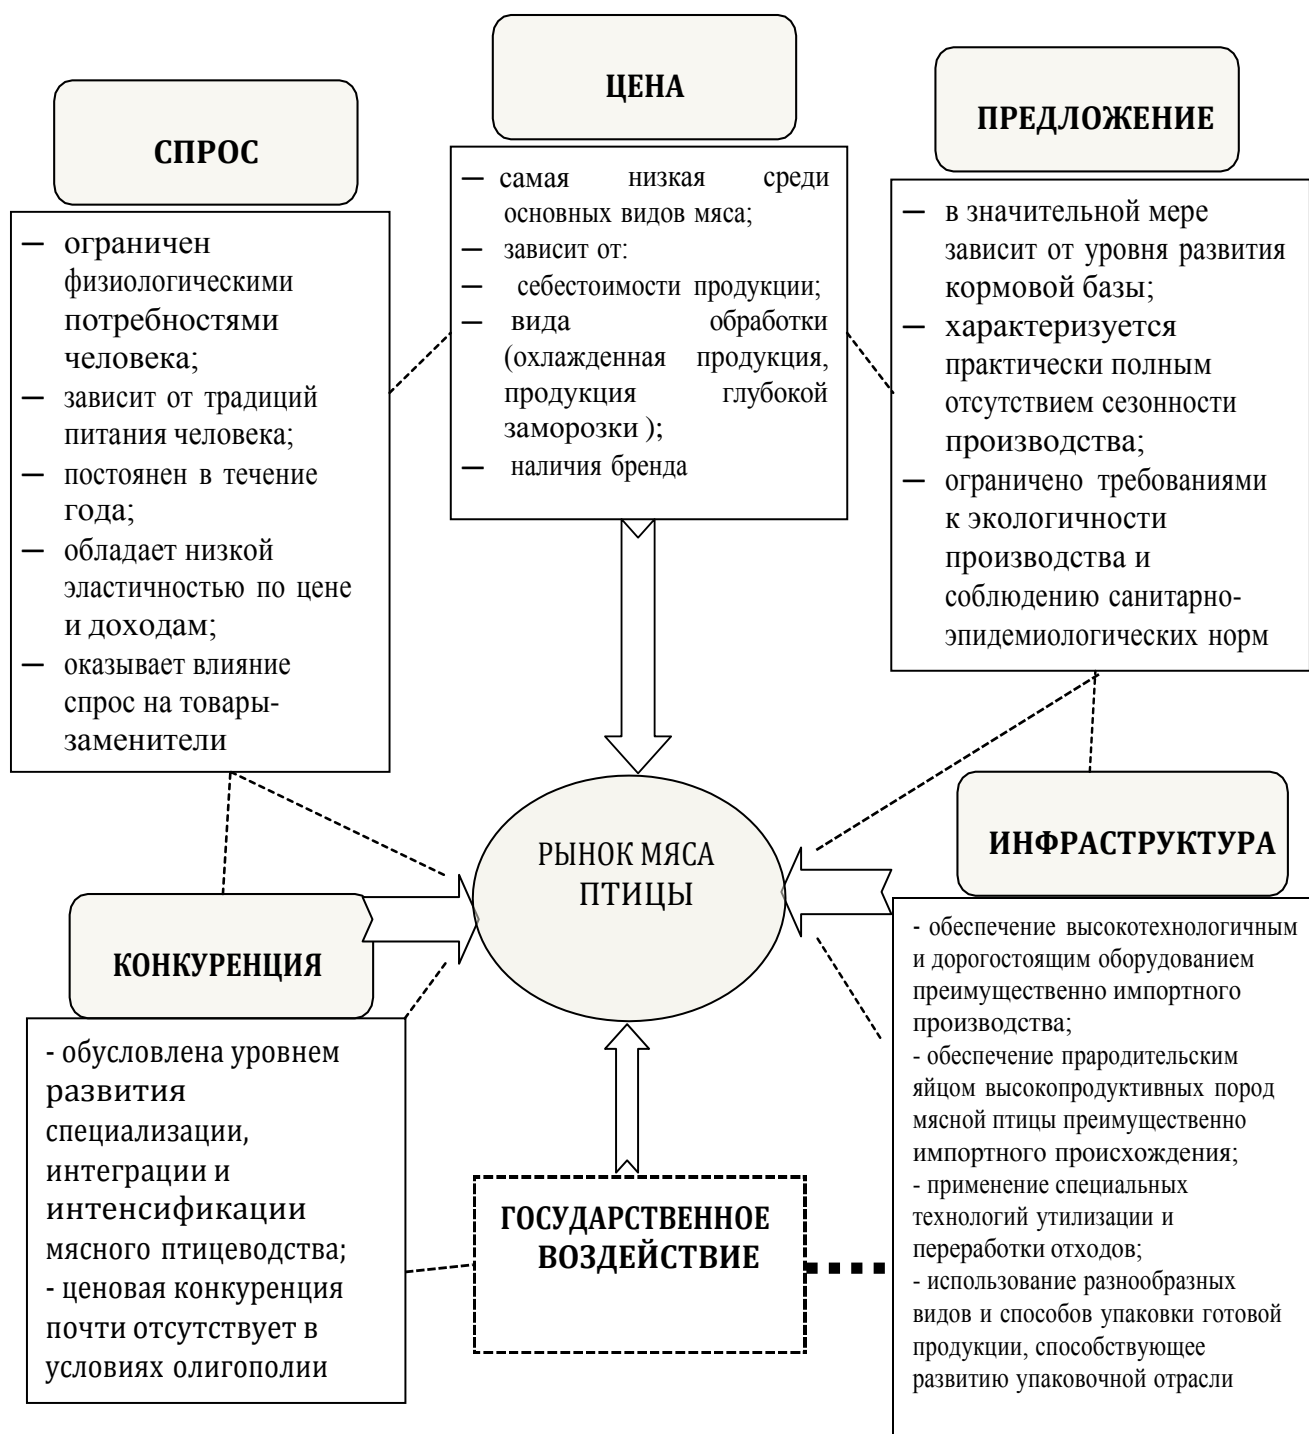 ЦЕНА
— самая низкая среди
основных видов мяса;
— зависит от:
— себестоимости продукции;
— вида обработки
(охлажденная продукция,
продукция глубокой
заморозки );
— наличия бренда
СПРОС
— ограничен
физиологическими
потребностями
человека;
— зависит от традиций
питания человека;
— постоянен в течение
года;
— обладает низкой
эластичностью по цене
и доходам;
— оказывает влияние
спрос на товары-
заменители
ПРЕДЛОЖЕНИЕ
— в значительной мере
зависит от уровня развития
кормовой базы;
— характеризуется
практически полным
отсутствием сезонности
производства;
— ограничено требованиями
к экологичности
производства и
соблюдению санитарно-
эпидемиологических норм
РЫНОК МЯСА
ПТИЦЫ
КОНКУРЕНЦИЯ
- обусловлена уровнем
развития
специализации,
интеграции и
интенсификации
мясного птицеводства;
- ценовая конкуренция
почти отсутствует в
условиях олигополии
ГОСУДАРСТВЕННОЕ
ВОЗДЕЙСТВИЕ
ИНФРАСТРУКТУРА
- обеспечение высокотехнологичным
и дорогостоящим оборудованием
преимущественно импортного
производства;
- обеспечение прародительским
яйцом высокопродуктивных пород
мясной птицы преимущественно
импортного происхождения;
- применение специальных
технологий утилизации и
переработки отходов;
- использование разнообразных
видов и способов упаковки готовой
продукции, способствующее
развитию упаковочной отрасли